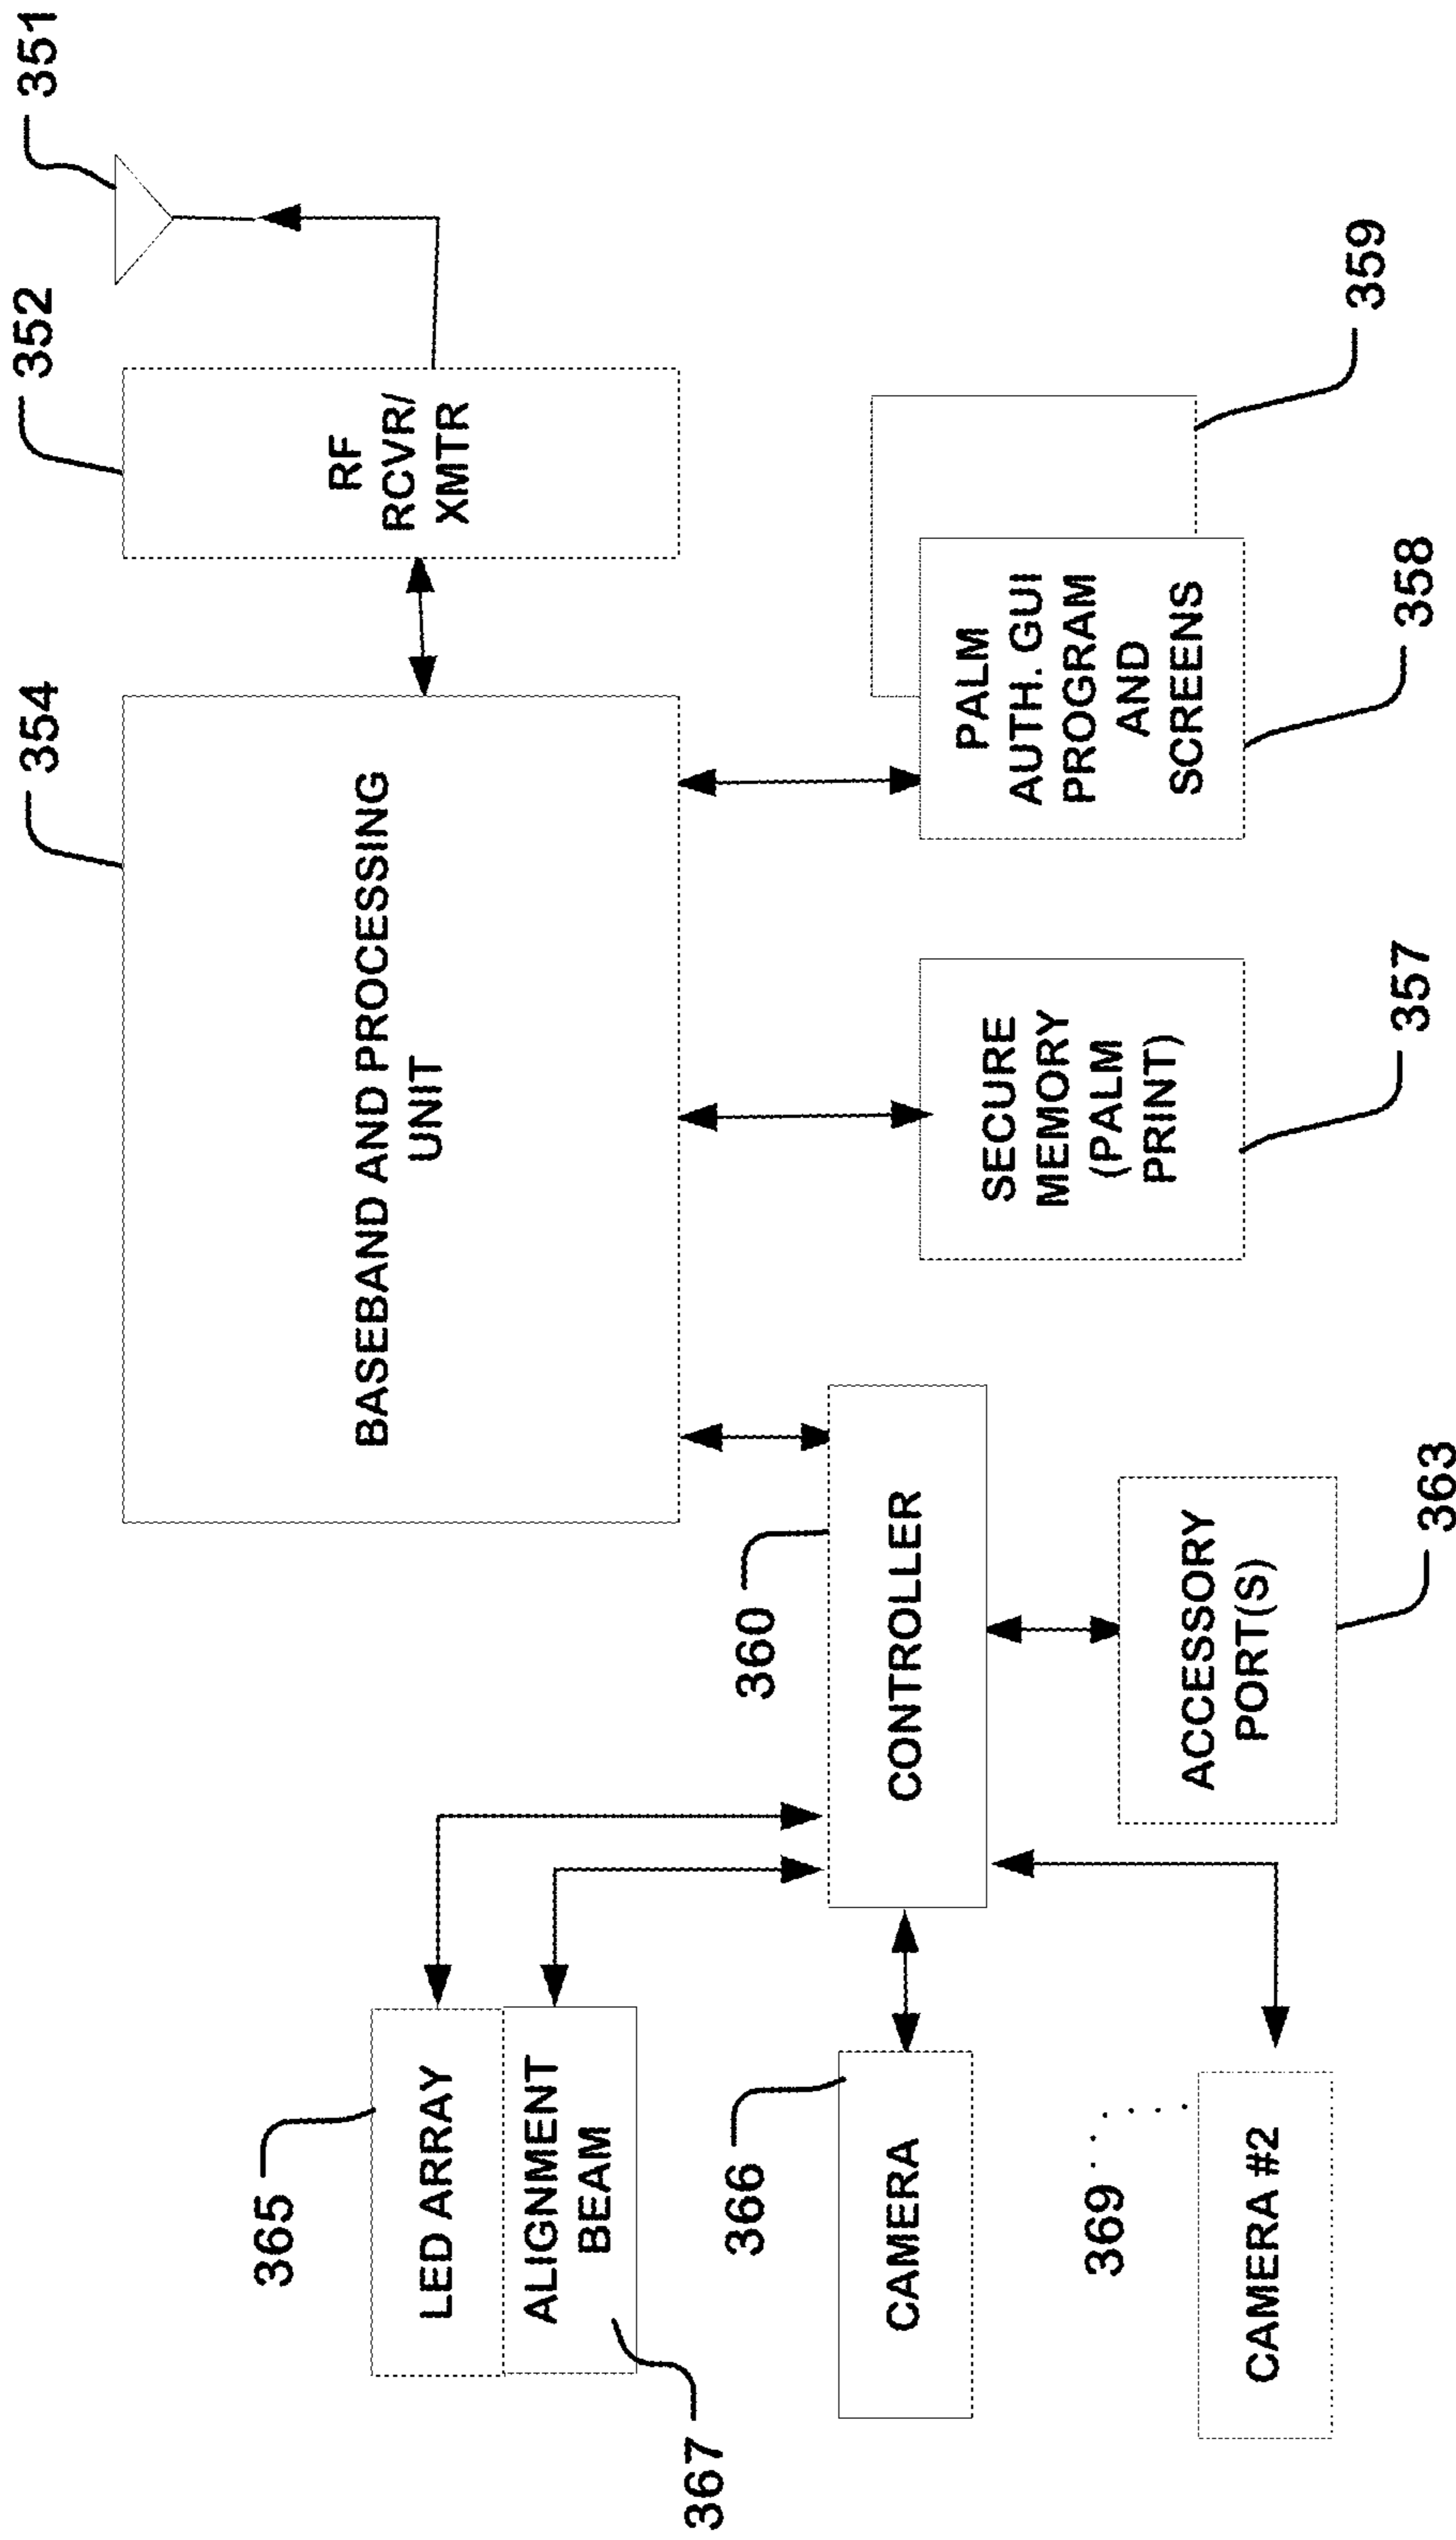 351
352
354
RF
RCVR/
XMTR
BASEBAND AND PROCESSING
UNIT
365
LED ARRAY
ALIGNMENT
BEAM
367
360
CONTROLLER
366
CAMERA
SECURE
MEMORY
(PALM
PRINT)
357
PALM
AUTH. GUI
PROGRAM
AND
SCREENS
358
359
369
CAMERA #2
ACCESSORY
PORT(S)
363